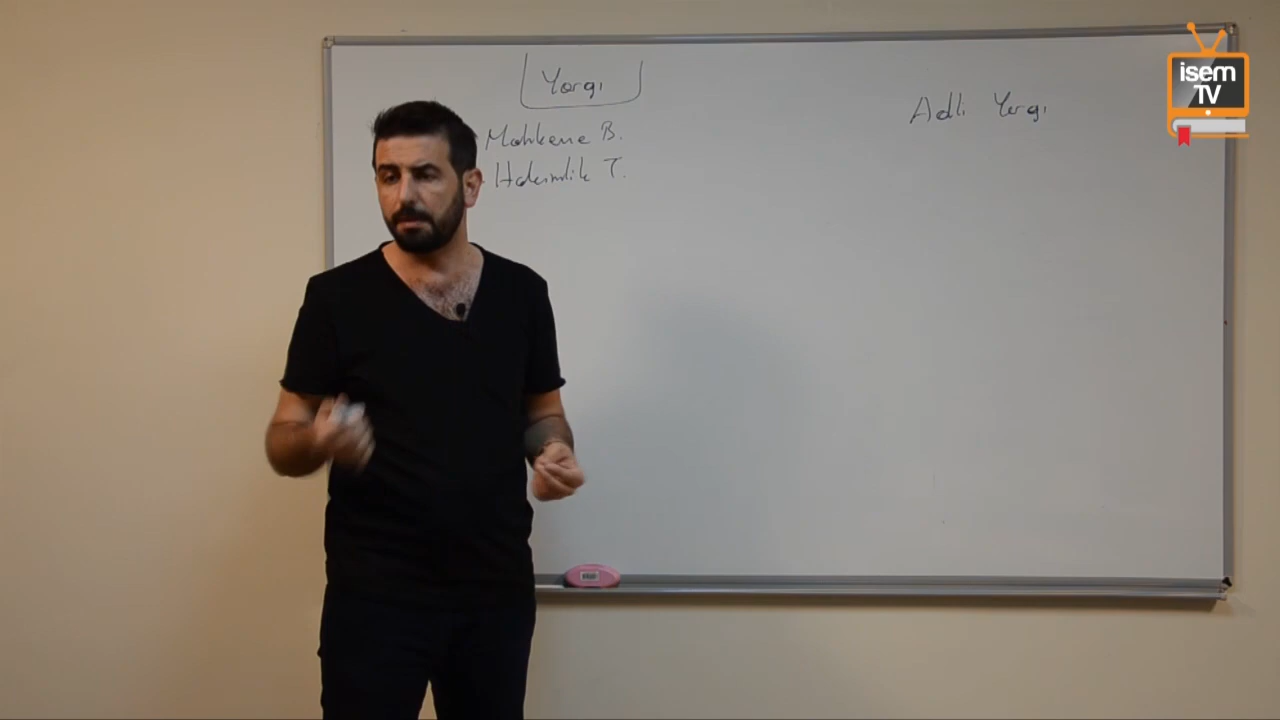 Yargı
Mahkeme B.
Hakimlik T.
Adli Yargı
isem
TV